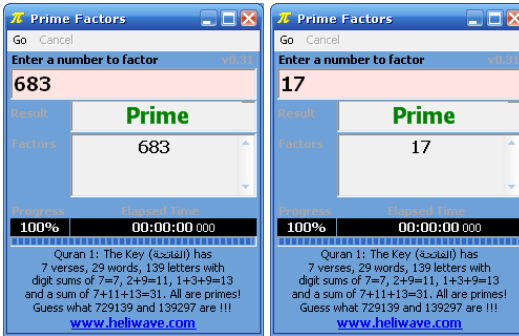 Prime Factors
Go Cancel
Enter a number to factor v0.31
683
Result Prime
Factors 683
Progress Elapsed Time
100% 00:00:00 000
Quran 1: The Key (الفاتحة) has
7 verses, 29 words, 139 letters with
digit sums of 7=7, 2+9=11, 1+3+9=13
and a sum of 7+11+13=31. All are primes!
Guess what 729139 and 139297 are !!!
www.heliwave.com
Prime Factors
Go Cancel
Enter a number to factor v0.31
17
Result Prime
Factors 17
Progress Elapsed Time
100% 00:00:00 000
Quran 1: The Key (الفاتحة) has
7 verses, 29 words, 139 letters with
digit sums of 7=7, 2+9=11, 1+3+9=13
and a sum of 7+11+13=31. All are primes!
Guess what 729139 and 139297 are !!!
www.heliwave.com